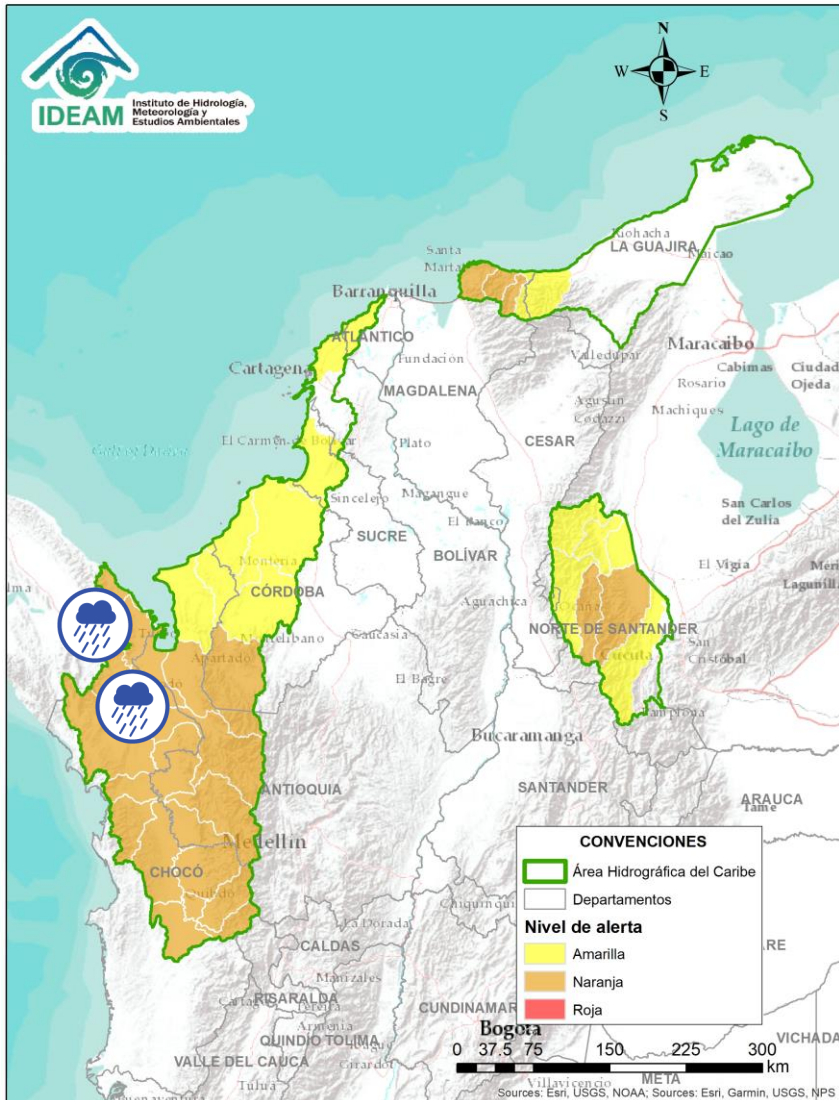 IDEAM
Instituto de Hidrología,
Meteorología y
Estudios Ambientales
N
W
E
S
Riohacha
LA GUAJIRA
Maicao
Santa
Marta
Barranquilla
ATLÁNTICO
Cartagena
Fundación
Valledupar
Maracaibo
Cabimas
Ciudad
Ojeda
Rosario
MAGDALENA
Agustín
Codazzi
Machiques
Lago de
Maracaibo
El Carmen de Bolívar
Plato
CESAR
Sincelejo
Magangue
San Carlos
del Zulia
El Banco
SUCRE
BOLÍVAR
Montería
El Vigía
CÓRDOBA
Lagunilla
Aguachica
NORTE DE SANTANDER
Montelibano
Caucasia
San
Cristóbal
Apartadó
Cúcuta
El Bagre
Pamplona
Bucaramanga
ANTIOQUIA
SANTANDER
ARAUCA
Tame
Medellín
CHOCÓ
Quibdó
La Dorada
CALDAS
Manizales
RISARALDA
Pereira
Armenia
QUINDÍO
TOLIMA
Girardot
CUNDINAMAR
Bogotá
VALLE DEL CAUCA
Tuluá
Villavicencio
META
VICHADA
CONVENCIONES
Área Hidrográfica del Caribe
Departamentos
Nivel de alerta
Amarilla
Naranja
Roja
0 37.5 75 150 225 300
km
Sources: Esri, USGS, NOAA; Sources: Esri, Garmin, USGS, NPS